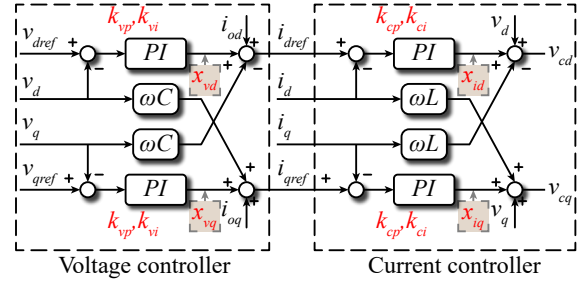 k_vp, k_vi
i_od
k_cp, k_ci
v_d
v_dref
+
PI
+
+
i_dref
+
PI
+
+
v_cd
−
x_vd
−
−
x_id
−
v_d
ωC
i_d
ωL
v_q
ωC
i_q
ωL
v_qref
−
+
PI
+
+
+
i_qref
−
+
PI
+
+
+
v_cq
k_vp, k_vi
x_vq
i_oq
k_cp, k_ci
x_iq
v_q
Voltage controller
Current controller